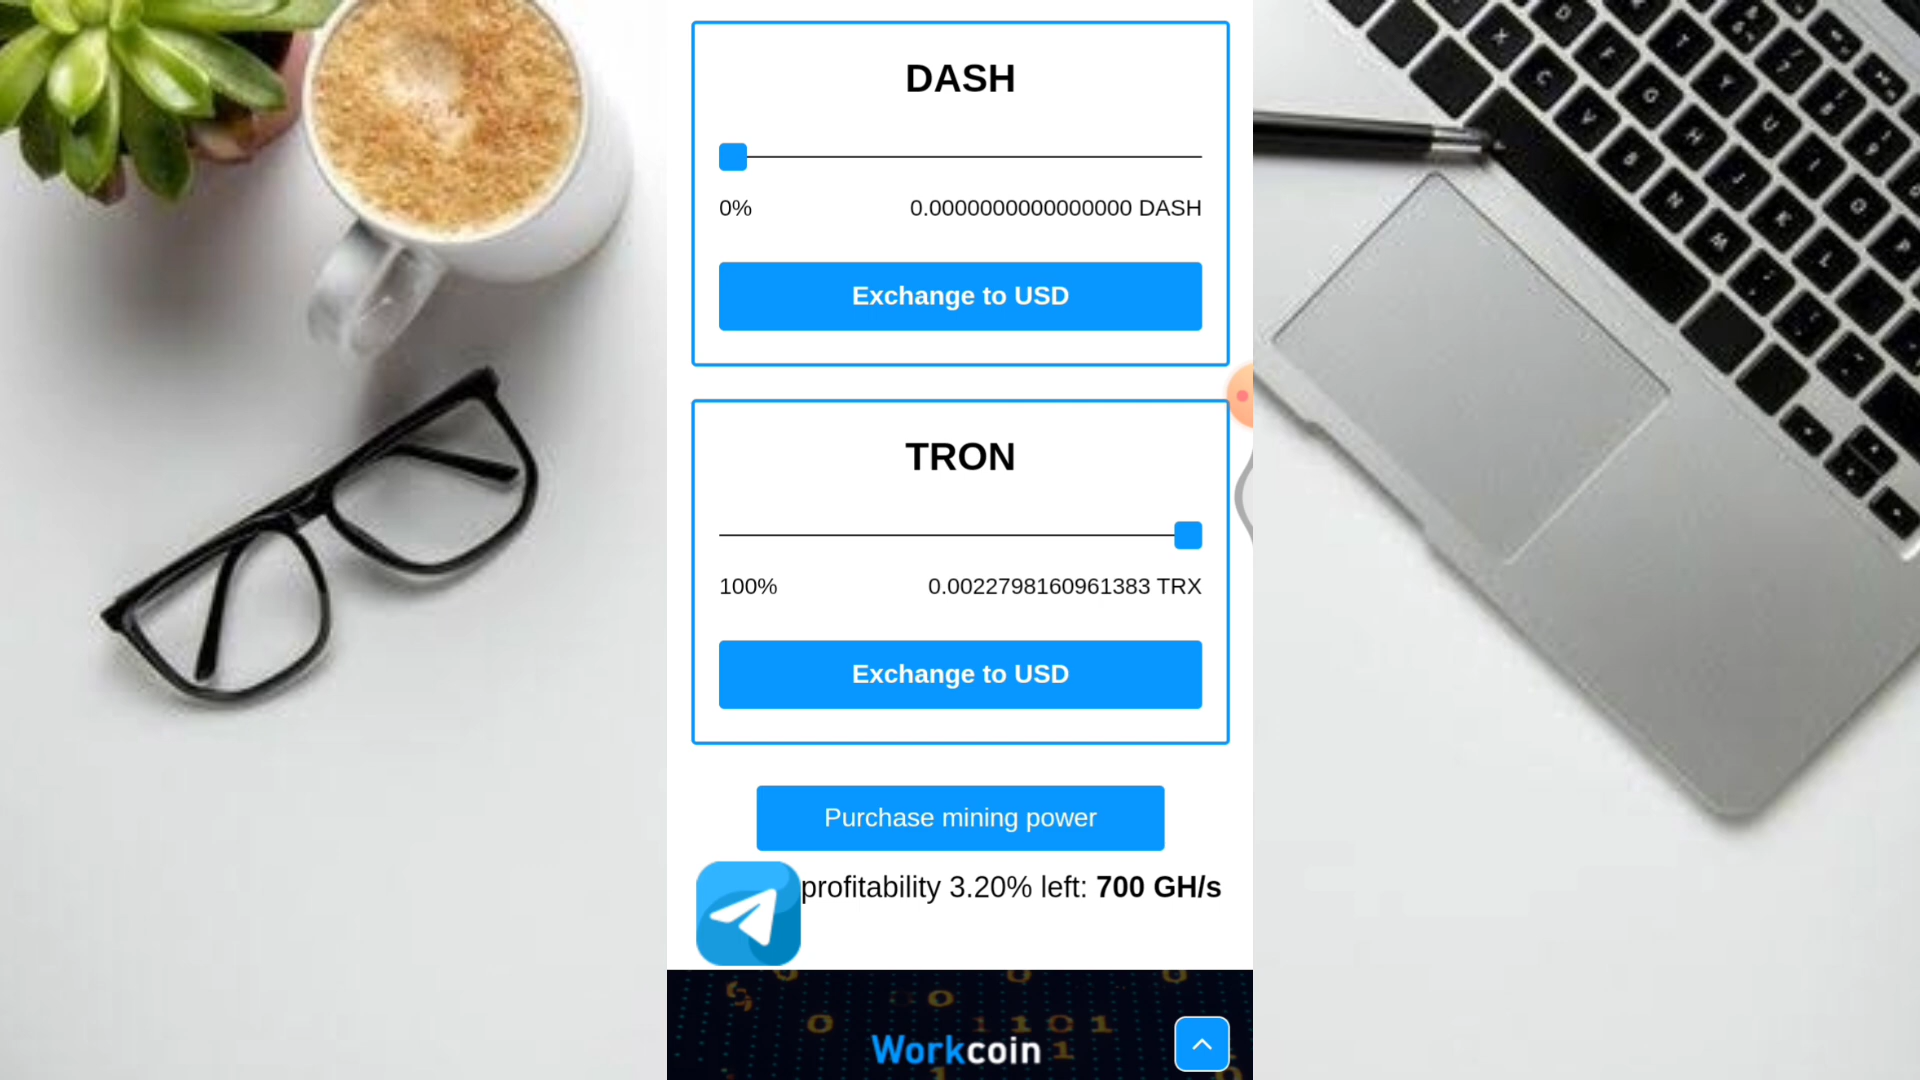 DASH
0%
0.0000000000000000 DASH
Exchange to USD
TRON
100%
0.0022798160961383 TRX
Exchange to USD
Purchase mining power
profitability 3.20% left: 700 GH/s
Workcoin